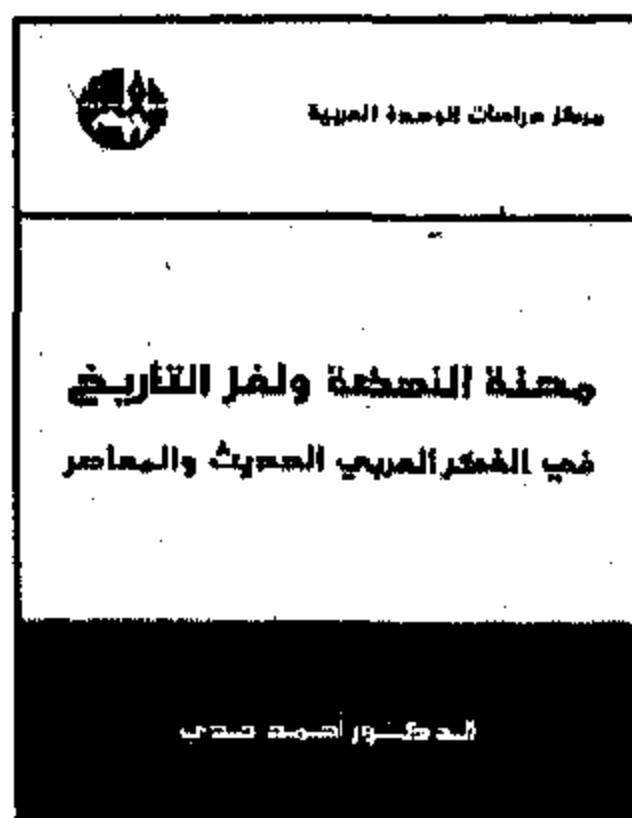 مركز دراسات الوحدة العربية
محنة النهضة ولغز التاريخ
في الفكر العربي الحديث والمعاصر
الدكتور أحمد